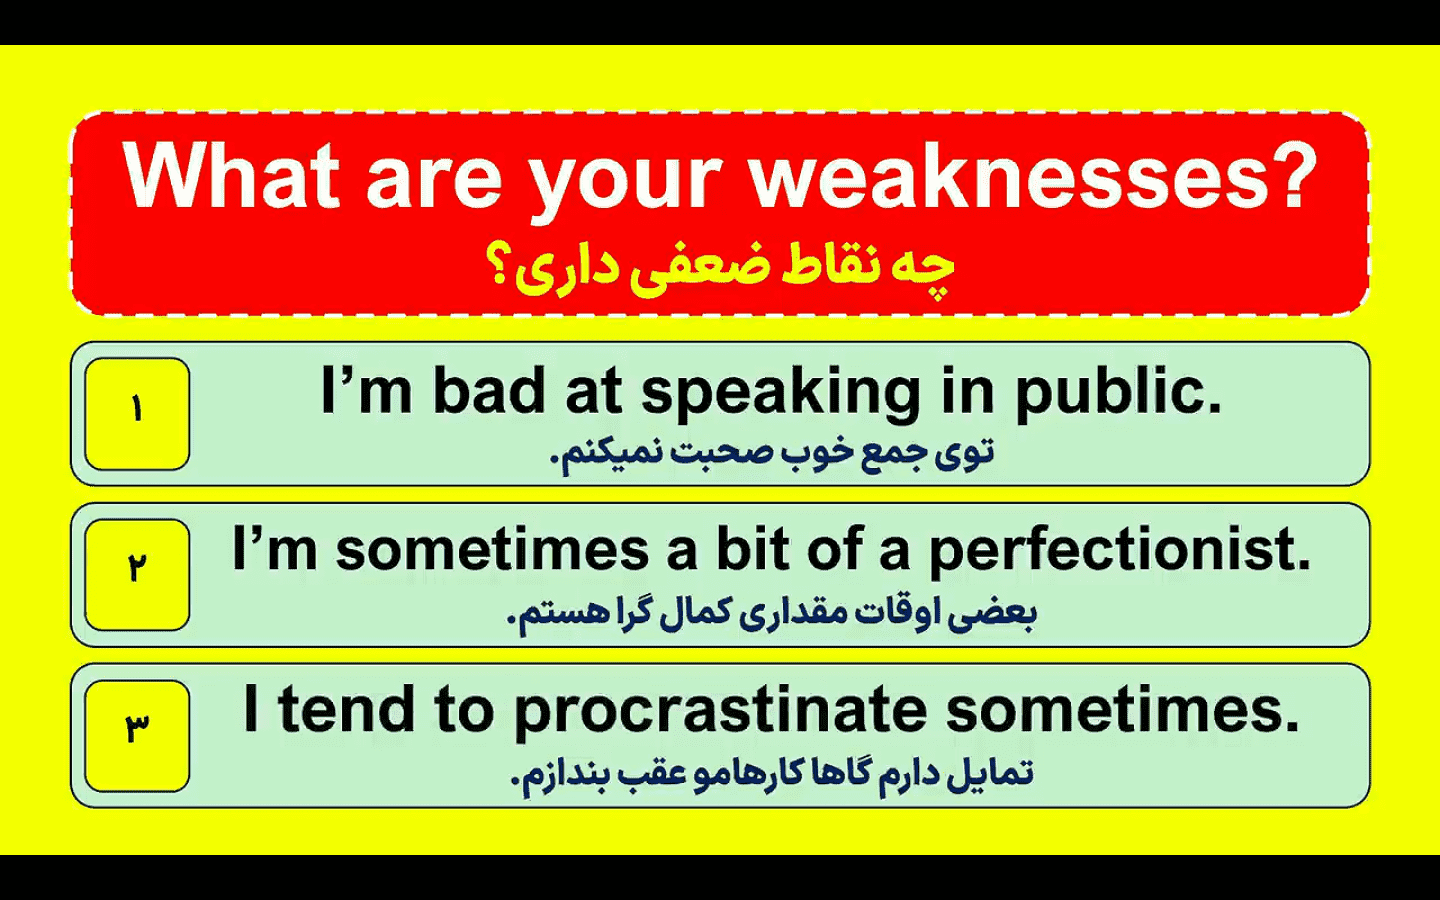 What are your weaknesses?
چه نقاط ضعفی داری؟
۱
I’m bad at speaking in public.
توی جمع خوب صحبت نمیکنم.
۲
I’m sometimes a bit of a perfectionist.
بعضی اوقات مقداری کمال گرا هستم.
۳
I tend to procrastinate sometimes.
تمایل دارم گاها کارهامو عقب بندازم.